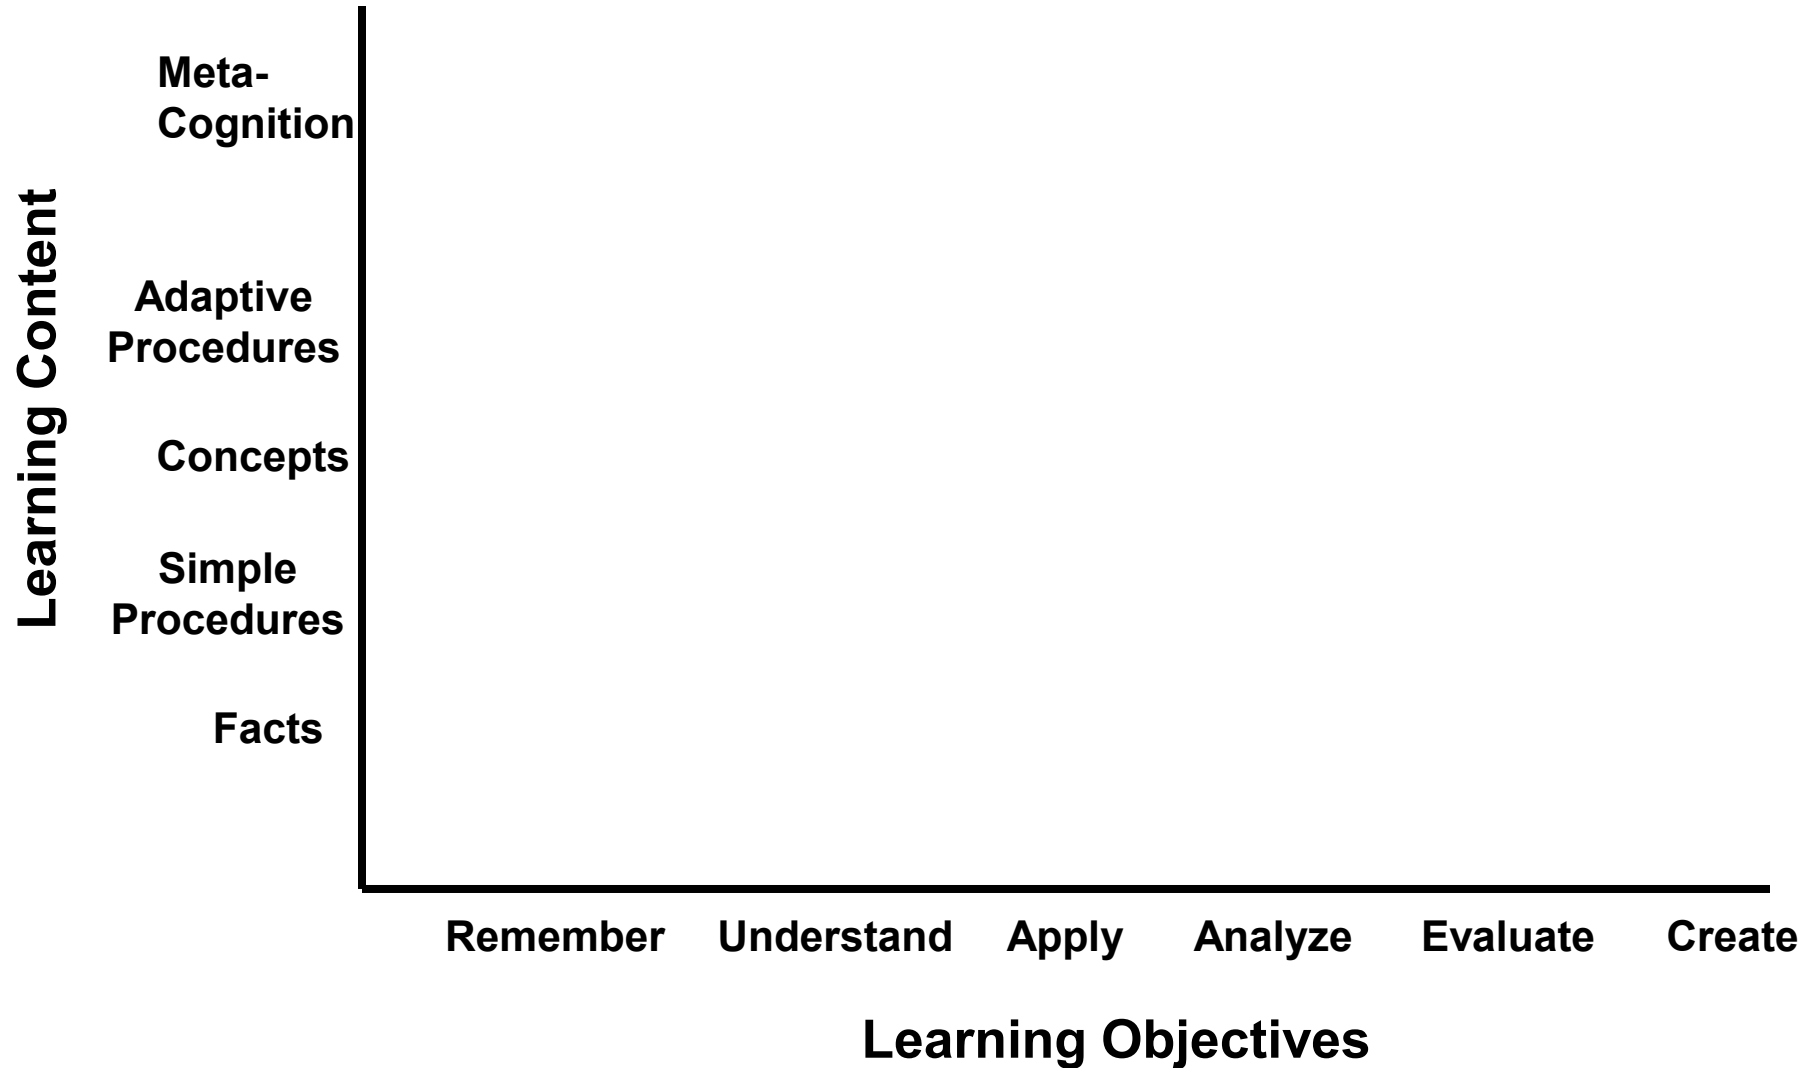 Learning Content
Meta-
Cognition
Adaptive
Procedures
Concepts
Simple
Procedures
Facts
Remember Understand Apply Analyze Evaluate Create
Learning Objectives